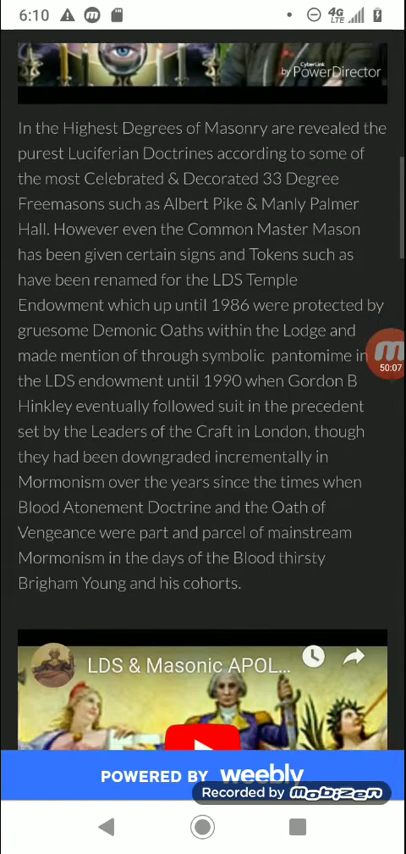 6:10
4G
LTE
CyberLink
by PowerDirector
In the Highest Degrees of Masonry are revealed the
purest Luciferian Doctrines according to some of
the most Celebrated & Decorated 33 Degree
Freemasons such as Albert Pike & Manly Palmer
Hall. However even the Common Master Mason
has been given certain signs and Tokens such as
have been renamed for the LDS Temple
Endowment which up until 1986 were protected by
gruesome Demonic Oaths within the Lodge and
made mention of through symbolic pantomime in
the LDS endowment until 1990 when Gordon B
Hinkley eventually followed suit in the precedent
set by the Leaders of the Craft in London, though
they had been downgraded incrementally in
Mormonism over the years since the times when
Blood Atonement Doctrine and the Oath of
Vengeance were part and parcel of mainstream
Mormonism in the days of the Blood thirsty
Brigham Young and his cohorts.
50:07
LDS & Masonic APOL...
POWERED BY weebly
Recorded by mobizen